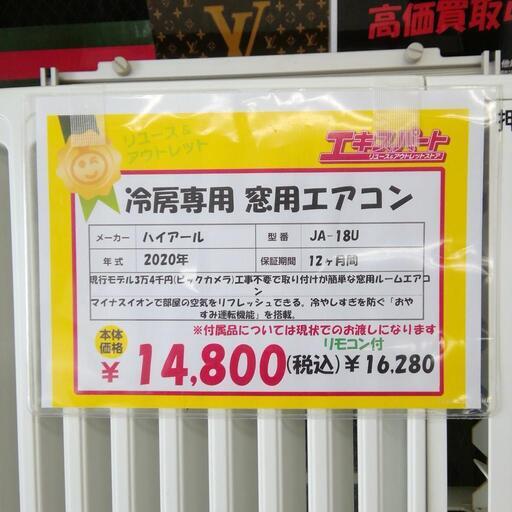 高価買取
LV
押
リユース&
アウトレット
エキスパート
リユース&アウトレットストア!
冷房専用 窓用エアコン
メーカー ハイアール 型番 JA-18U
年式 2020年 保証期間 12ヶ月間
現行モデル3万4千円(ビックカメラ)工事不要で取り付けが簡単な窓用ルームエアコ
ン
マイナスイオンで部屋の空気をリフレッシュできる。冷やしすぎを防ぐ「おや
すみ運転機能」を搭載。
※付属品については現状でのお渡しになります
リモコン付
本体
価格
¥14,800(税込)¥16,280